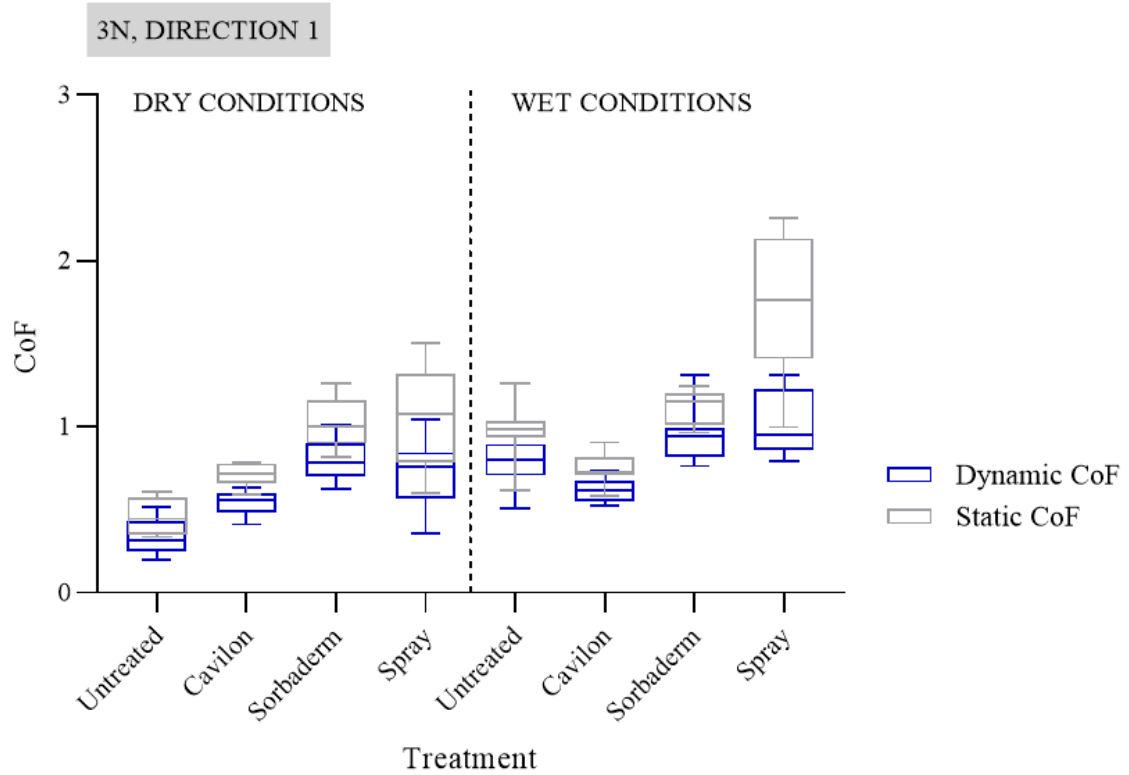 3N, DIRECTION 1
DRY CONDITIONS
WET CONDITIONS
3
2
1
0
CoF
Untreated
Cavilon
Sorbaderm
Spray
Untreated
Cavilon
Sorbaderm
Spray
Treatment
Dynamic CoF
Static CoF